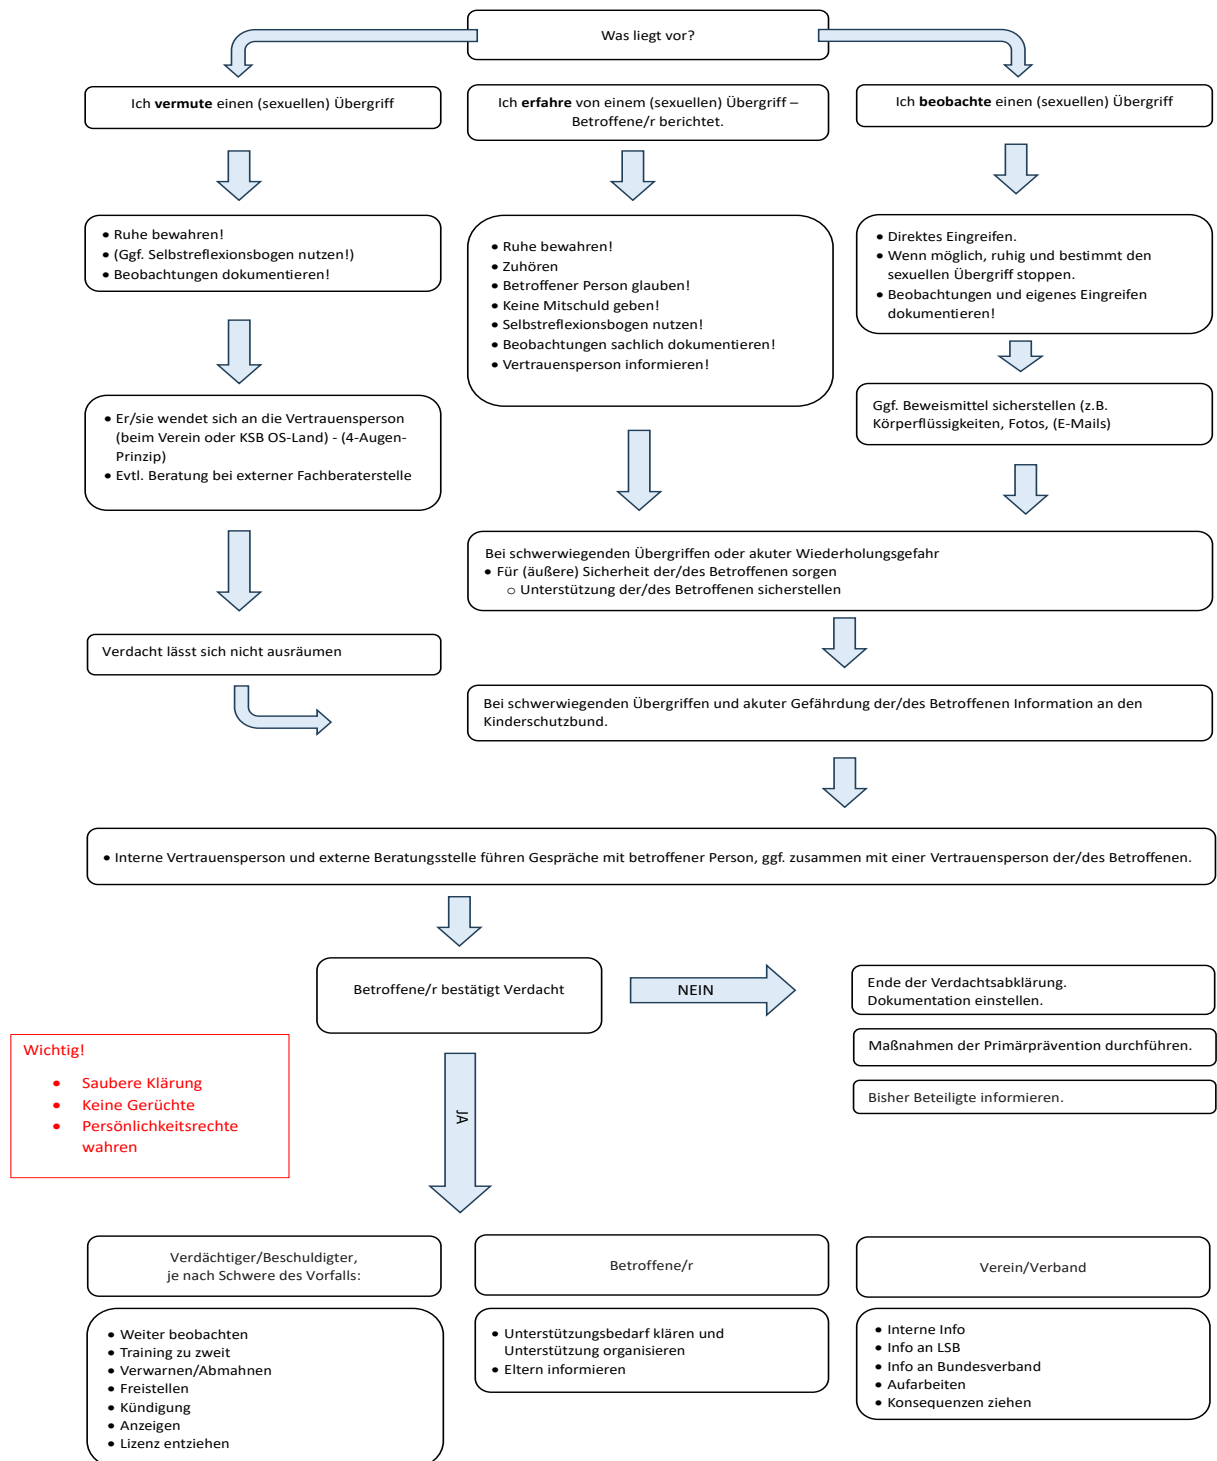 Was liegt vor?
Ich vermute einen (sexuellen) Übergriff
Ich erfahre von einem (sexuellen) Übergriff –
Betroffene/r berichtet.
Ich beobachte einen (sexuellen) Übergriff
• Ruhe bewahren!
• (Ggf. Selbstreflexionsbogen nutzen!)
• Beobachtungen dokumentieren!
• Ruhe bewahren!
• Zuhören
• Betroffener Person glauben!
• Keine Mitschuld geben!
• Selbstreflexionsbogen nutzen!
• Beobachtungen sachlich dokumentieren!
• Vertrauensperson informieren!
• Direktes Eingreifen.
• Wenn möglich, ruhig und bestimmt den
sexuellen Übergriff stoppen.
• Beobachtungen und eigenes Eingreifen
dokumentieren!
• Er/sie wendet sich an die Vertrauensperson
(beim Verein oder KSB OS-Land) - (4-Augen-
Prinzip)
• Evtl. Beratung bei externer Fachberaterstelle
Ggf. Beweismittel sicherstellen (z.B.
Körperflüssigkeiten, Fotos, (E-Mails)
Bei schwerwiegenden Übergriffen oder akuter Wiederholungsgefahr
• Für (äußere) Sicherheit der/des Betroffenen sorgen
○ Unterstützung der/des Betroffenen sicherstellen
Verdacht lässt sich nicht ausräumen
Bei schwerwiegenden Übergriffen und akuter Gefährdung der/des Betroffenen Information an den
Kinderschutzbund.
• Interne Vertrauensperson und externe Beratungsstelle führen Gespräche mit betroffener Person, ggf. zusammen mit einer Vertrauensperson der/des Betroffenen.
Betroffene/r bestätigt Verdacht
NEIN
Ende der Verdachtsabklärung.
Dokumentation einstellen.
Maßnahmen der Primärprävention durchführen.
Bisher Beteiligte informieren.
Wichtig!
• Saubere Klärung
• Keine Gerüchte
• Persönlichkeitsrechte
wahren
JA
Verdächtiger/Beschuldigter,
je nach Schwere des Vorfalls:
Betroffene/r
Verein/Verband
• Weiter beobachten
• Training zu zweit
• Verwarnen/Abmahnen
• Freistellen
• Kündigung
• Anzeigen
• Lizenz entziehen
• Unterstützungsbedarf klären und
Unterstützung organisieren
• Eltern informieren
• Interne Info
• Info an LSB
• Info an Bundesverband
• Aufarbeiten
• Konsequenzen ziehen